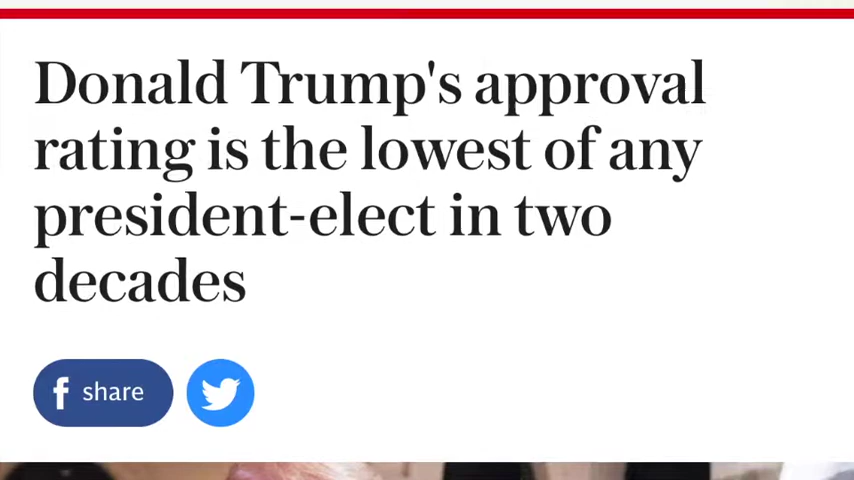 Donald Trump's approval
rating is the lowest of any
president-elect in two
decades
f share